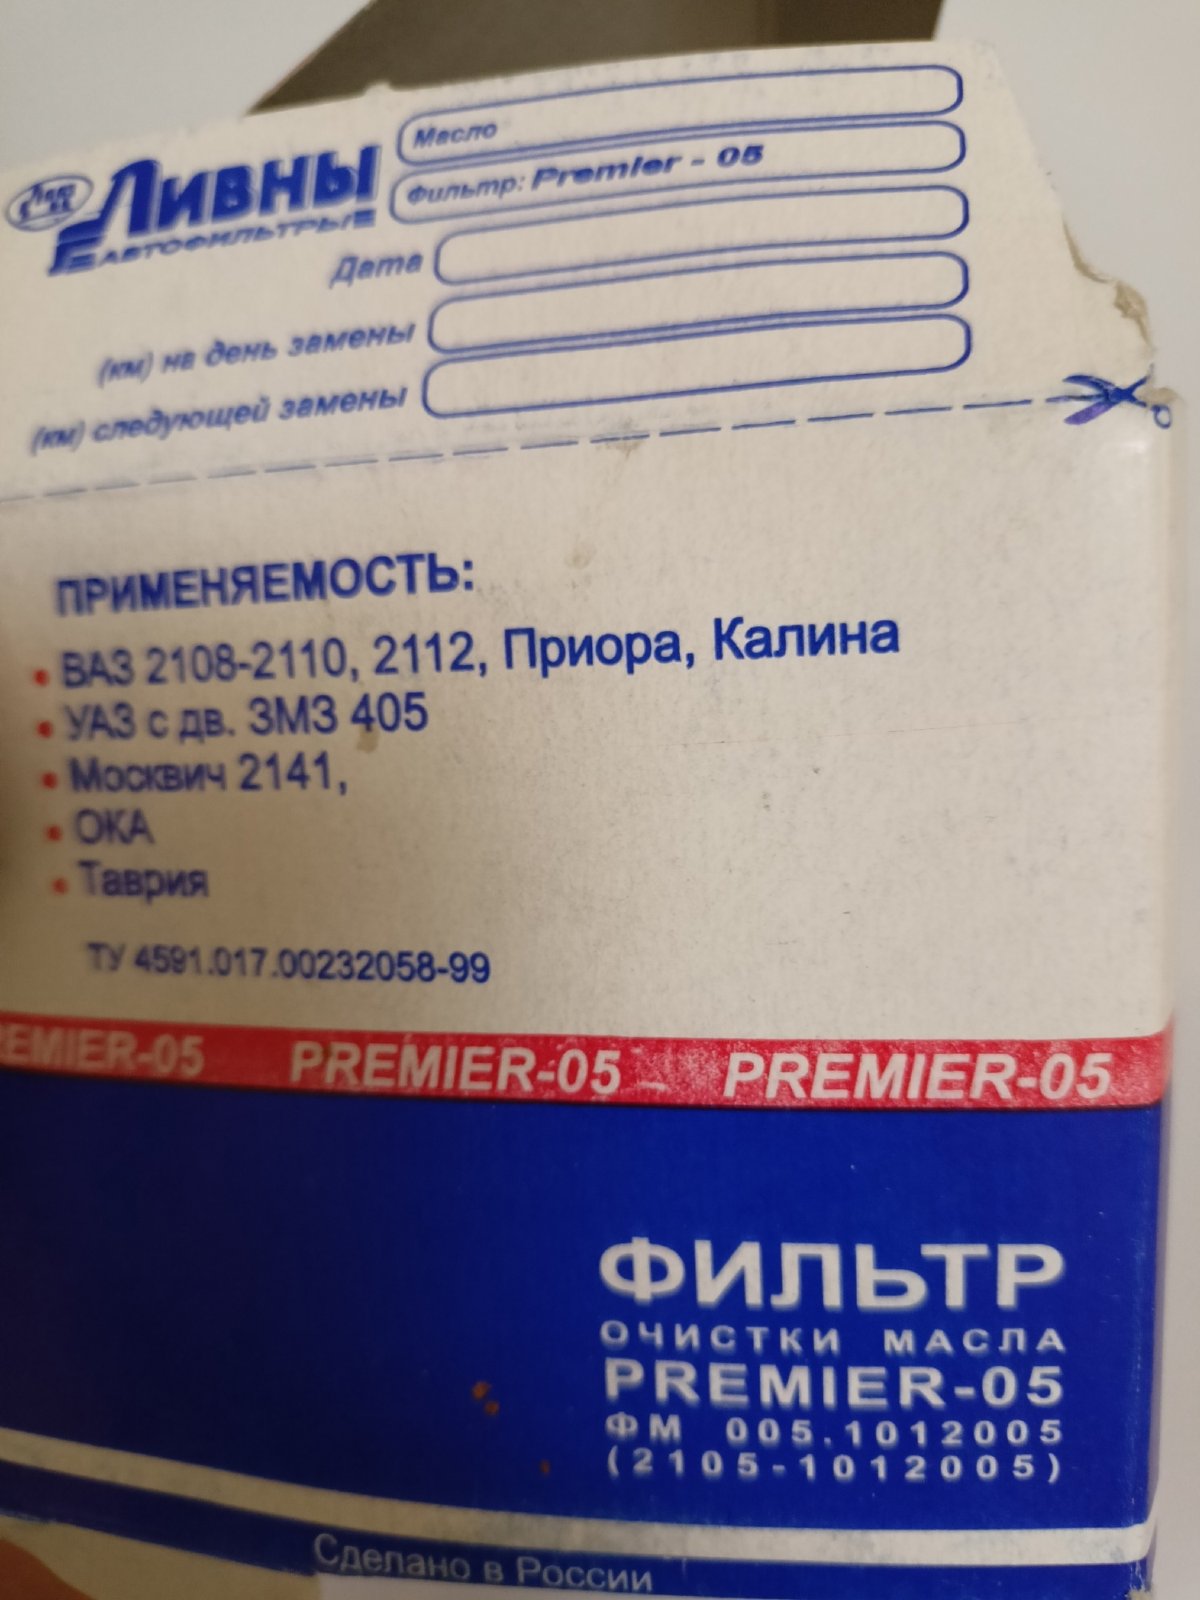 Ливны
АВТОФИЛЬТРЫ
Масло
Фильтр: Premier - 05
Дата
(км) на день замены
(км) следующей замены
ПРИМЕНЯЕМОСТЬ:
• ВАЗ 2108-2110, 2112, Приора, Калина
• УАЗ с дв. ЗМЗ 405
• Москвич 2141,
• ОКА
• Таврия
ТУ 4591.017.00232058-99
REMIER-05 PREMIER-05 PREMIER-05
ФИЛЬТР
ОЧИСТКИ МАСЛА
PREMIER-05
ФМ 005.1012005
(2105-1012005)
Сделано в России